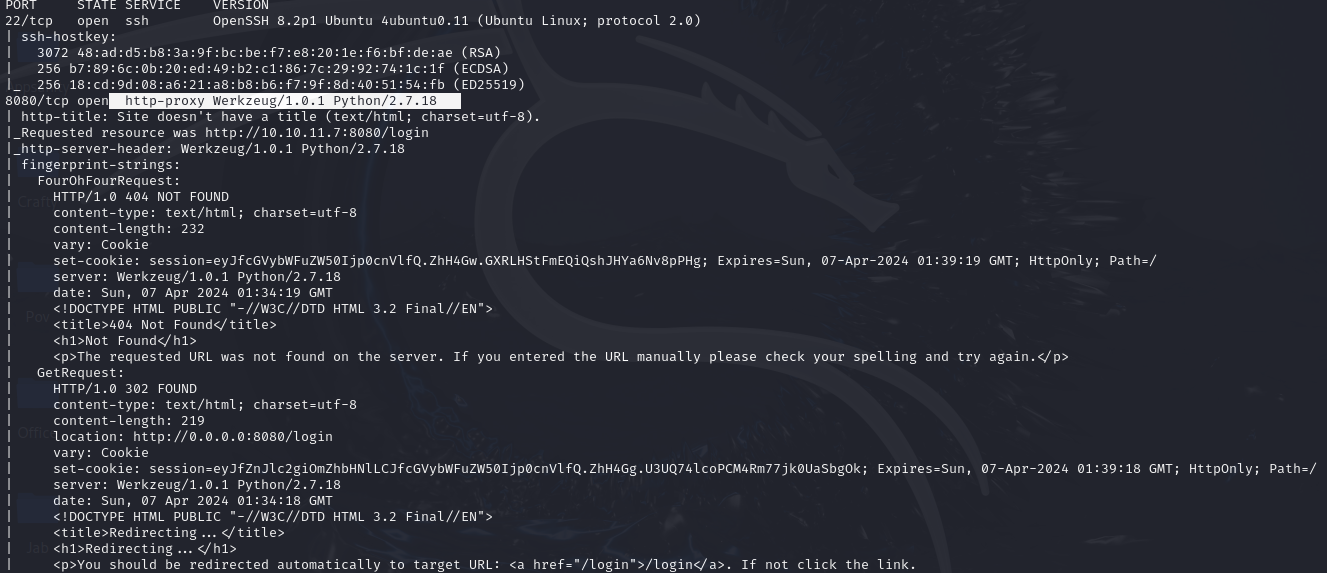 PORT     STATE SERVICE    VERSION
22/tcp   open  ssh        OpenSSH 8.2p1 Ubuntu 4ubuntu0.11 (Ubuntu Linux; protocol 2.0)
| ssh-hostkey:
|   3072 48:ad:d5:b8:3a:9f:bc:be:f7:e8:20:1e:f6:bf:de:ae (RSA)
|   256 b7:89:6c:0b:20:ed:49:b2:c1:86:7c:29:92:74:1c:1f (ECDSA)
|_  256 18:cd:9d:08:a6:21:a8:b8:b6:f7:9f:8d:40:51:54:fb (ED25519)
8080/tcp open  http-proxy Werkzeug/1.0.1 Python/2.7.18
| http-title: Site doesn't have a title (text/html; charset=utf-8).
|_Requested resource was http://10.10.11.7:8080/login
|_http-server-header: Werkzeug/1.0.1 Python/2.7.18
| fingerprint-strings:
|   FourOhFourRequest:
|     HTTP/1.0 404 NOT FOUND
|     content-type: text/html; charset=utf-8
|     content-length: 232
|     vary: Cookie
|     set-cookie: session=eyJfcGVybWFuZW50Ijp0cnVlfQ.ZhH4Gw.GXRLHStFmEQiQshJHYa6Nv8pPHg; Expires=Sun, 07-Apr-2024 01:39:19 GMT; HttpOnly; Path=/
|     server: Werkzeug/1.0.1 Python/2.7.18
|     date: Sun, 07 Apr 2024 01:34:19 GMT
|     <!DOCTYPE HTML PUBLIC "-//W3C//DTD HTML 3.2 Final//EN">
|     <title>404 Not Found</title>
|     <h1>Not Found</h1>
|     <p>The requested URL was not found on the server. If you entered the URL manually please check your spelling and try again.</p>
|   GetRequest:
|     HTTP/1.0 302 FOUND
|     content-type: text/html; charset=utf-8
|     content-length: 219
|     location: http://0.0.0.0:8080/login
|     vary: Cookie
|     set-cookie: session=eyJfZnJlc2giOmZhbHNlLCJfcGVybWFuZW50Ijp0cnVlfQ.ZhH4Gg.U3UQ74lcoPCM4Rm77jk0UaSbgOk; Expires=Sun, 07-Apr-2024 01:39:18 GMT; HttpOnly; Path=/
|     server: Werkzeug/1.0.1 Python/2.7.18
|     date: Sun, 07 Apr 2024 01:34:18 GMT
|     <!DOCTYPE HTML PUBLIC "-//W3C//DTD HTML 3.2 Final//EN">
|     <title>Redirecting...</title>
|     <h1>Redirecting...</h1>
|     <p>You should be redirected automatically to target URL: <a href="/login">/login</a>. If not click the link.